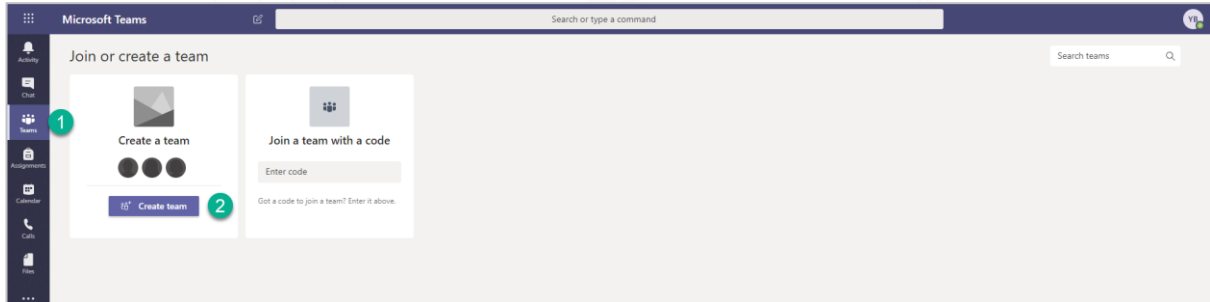 Microsoft Teams
Search or type a command
YB
Activity
Chat
Teams
Assignments
Calendar
Calls
Files
1
Join or create a team
Search teams
Create a team
Create team
2
Join a team with a code
Enter code
Got a code to join a team? Enter it above.